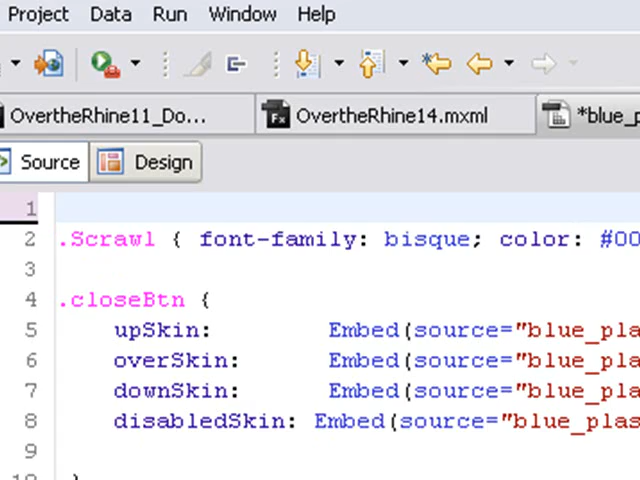 Project Data Run Window Help
OvertheRhine11_Do... OvertheRhine14.mxml *blue_p
Source Design
1
2 .Scrawl { font-family: bisque; color: #00
3
4 .closeBtn {
5 upSkin: Embed(source="blue_pla
6 overSkin: Embed(source="blue_pla
7 downSkin: Embed(source="blue_pla
8 disabledSkin: Embed(source="blue_plas
9
10 }